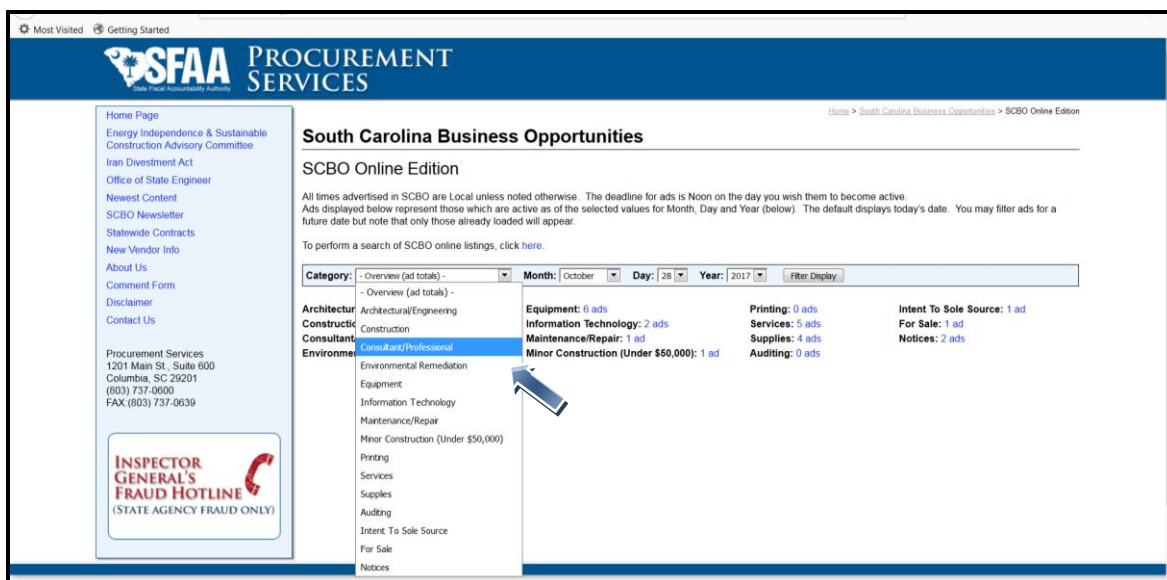 Most Visited Getting Started
SFAA
State Fiscal Accountability Authority
PROCUREMENT
SERVICES
Home Page
Energy Independence & Sustainable
Construction Advisory Committee
Iran Divestment Act
Office of State Engineer
Newest Content
SCBO Newsletter
Statewide Contracts
New Vendor Info
About Us
Comment Form
Disclaimer
Contact Us
Procurement Services
1201 Main St., Suite 600
Columbia, SC 29201
(803) 737-0600
FAX:(803) 737-0639
INSPECTOR
GENERAL'S
FRAUD HOTLINE
(STATE AGENCY FRAUD ONLY)
Home > South Carolina Business Opportunities > SCBO Online Edition
South Carolina Business Opportunities
SCBO Online Edition
All times advertised in SCBO are Local unless noted otherwise. The deadline for ads is Noon on the day you wish them to become active.
Ads displayed below represent those which are active as of the selected values for Month, Day and Year (below). The default displays today's date. You may filter ads for a
future date but note that only those already loaded will appear.
To perform a search of SCBO online listings, click here.
Category: - Overview (ad totals) - Month: October Day: 28 Year: 2017 Filter Display
- Overview (ad totals) -
Architectural/Engineering
Construction
Consultant/Professional
Environmental Remediation
Equipment
Information Technology
Maintenance/Repair
Minor Construction (Under $50,000)
Printing
Services
Supplies
Auditing
Intent To Sole Source
For Sale
Notices
Architectur
Constructio
Consultant
Environme
Equipment: 6 ads
Information Technology: 2 ads
Maintenance/Repair: 1 ad
Minor Construction (Under $50,000): 1 ad
Printing: 0 ads
Services: 5 ads
Supplies: 4 ads
Auditing: 0 ads
Intent To Sole Source: 1 ad
For Sale: 1 ad
Notices: 2 ads